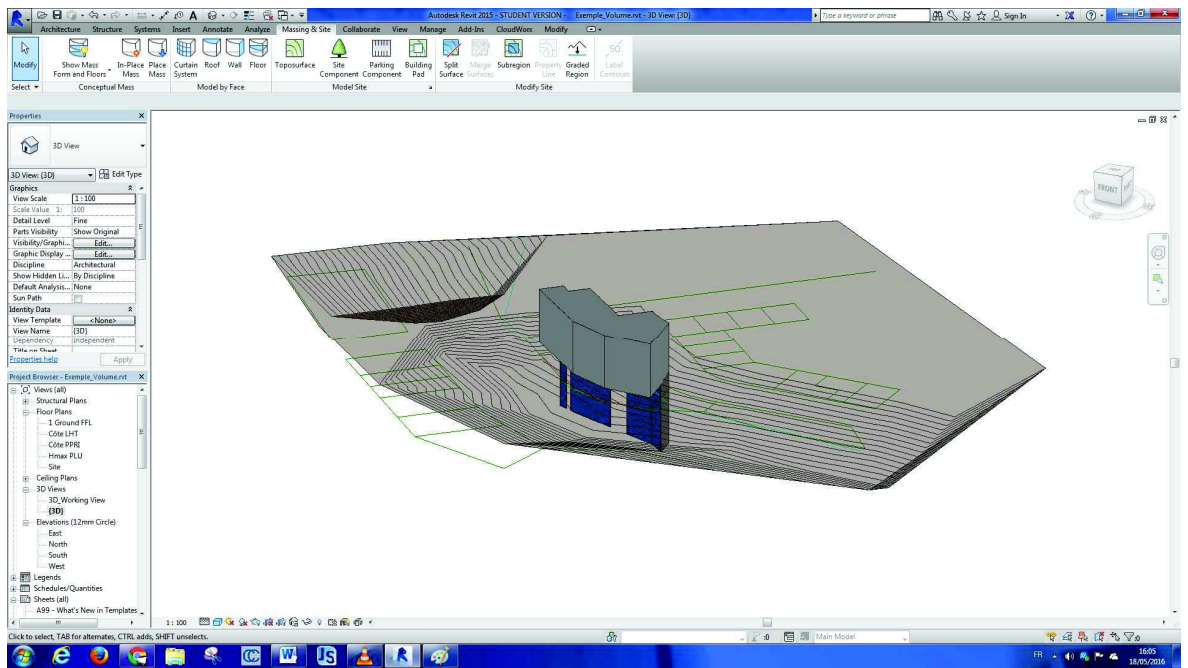 Autodesk Revit 2015 - STUDENT VERSION - Exemple_Volume.rvt - 3D View: {3D}
Type a keyword or phrase
Sign In
Architecture Structure Systems Insert Annotate Analyze Massing & Site Collaborate View Manage Add-Ins CloudWorx Modify
Modify
Show Mass
Form and Floors
In-Place
Mass
Place
Mass
Curtain
System
Roof
Wall
Floor
Toposurface
Site
Component
Parking
Component
Building
Pad
Split
Surface
Merge
Surfaces
Subregion
Property
Line
Graded
Region
50
Label
Contours
Select
Conceptual Mass
Model by Face
Model Site
Modify Site
Properties
3D View
3D View: {3D}
Edit Type
Graphics
View Scale 1 : 100
Scale Value 1: 100
Detail Level Fine
Parts Visibility Show Original
Visibility/Graphi... Edit...
Graphic Display ... Edit...
Discipline Architectural
Show Hidden Li... By Discipline
Default Analysis... None
Sun Path
Identity Data
View Template <None>
View Name {3D}
Dependency Independent
Title on Sheet
Properties help
Apply
FRONT
Project Browser - Exemple_Volume.rvt
Views (all)
Structural Plans
Floor Plans
1 Ground FFL
Côte LHT
Côte PPRI
Hmax PLU
Site
Ceiling Plans
3D Views
3D_Working View
{3D}
Elevations (12mm Circle)
East
North
South
West
Legends
Schedules/Quantities
Sheets (all)
A99 - What's New in Templates
1 : 100
Click to select, TAB for alternates, CTRL adds, SHIFT unselects.
:0
Main Model
:0
FR
16:05
18/05/2016